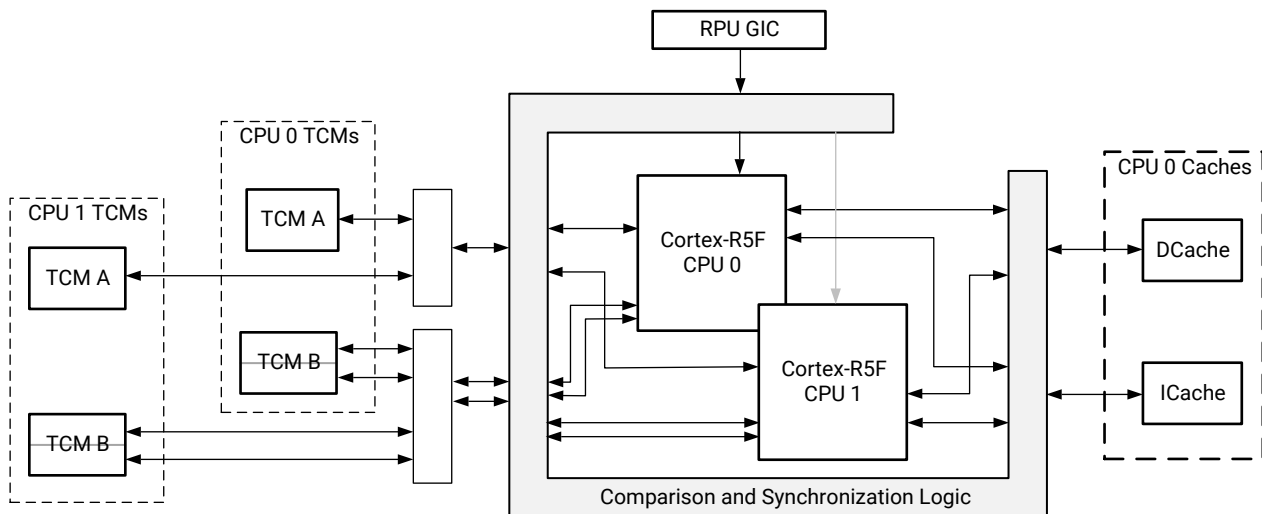 RPU GIC
CPU 0 TCMs
CPU 0 Caches
CPU 1 TCMs
TCM A
TCM A
Cortex-R5F
CPU 0
DCache
TCM B
Cortex-R5F
CPU 1
ICache
TCM B
Comparison and Synchronization Logic